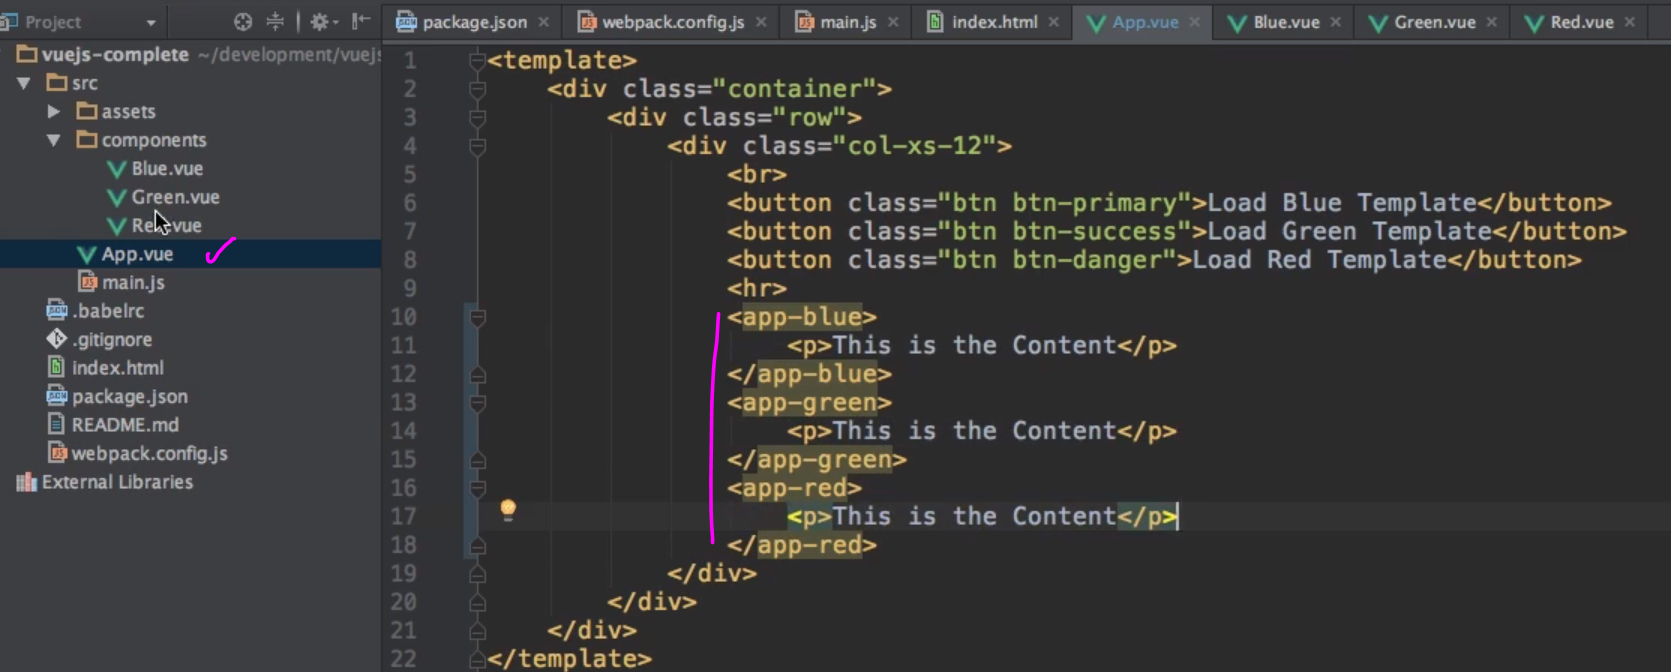 Project
package.json
webpack.config.js
main.js
index.html
App.vue
Blue.vue
Green.vue
Red.vue
vuejs-complete ~/development/vuejs
src
assets
components
Blue.vue
Green.vue
App.vue
main.js
.babelrc
.gitignore
index.html
package.json
README.md
webpack.config.js
External Libraries
1 <template>
2 <div class="container">
3 <div class="row">
4 <div class="col-xs-12">
5 <br>
6 <button class="btn btn-primary">Load Blue Template</button>
7 <button class="btn btn-success">Load Green Template</button>
8 <button class="btn btn-danger">Load Red Template</button>
9 <hr>
10 <app-blue>
11 <p>This is the Content</p>
12 </app-blue>
13 <app-green>
14 <p>This is the Content</p>
15 </app-green>
16 <app-red>
17 <p>This is the Content</p>
18 </app-red>
19 </div>
20 </div>
21 </div>
22 </template>